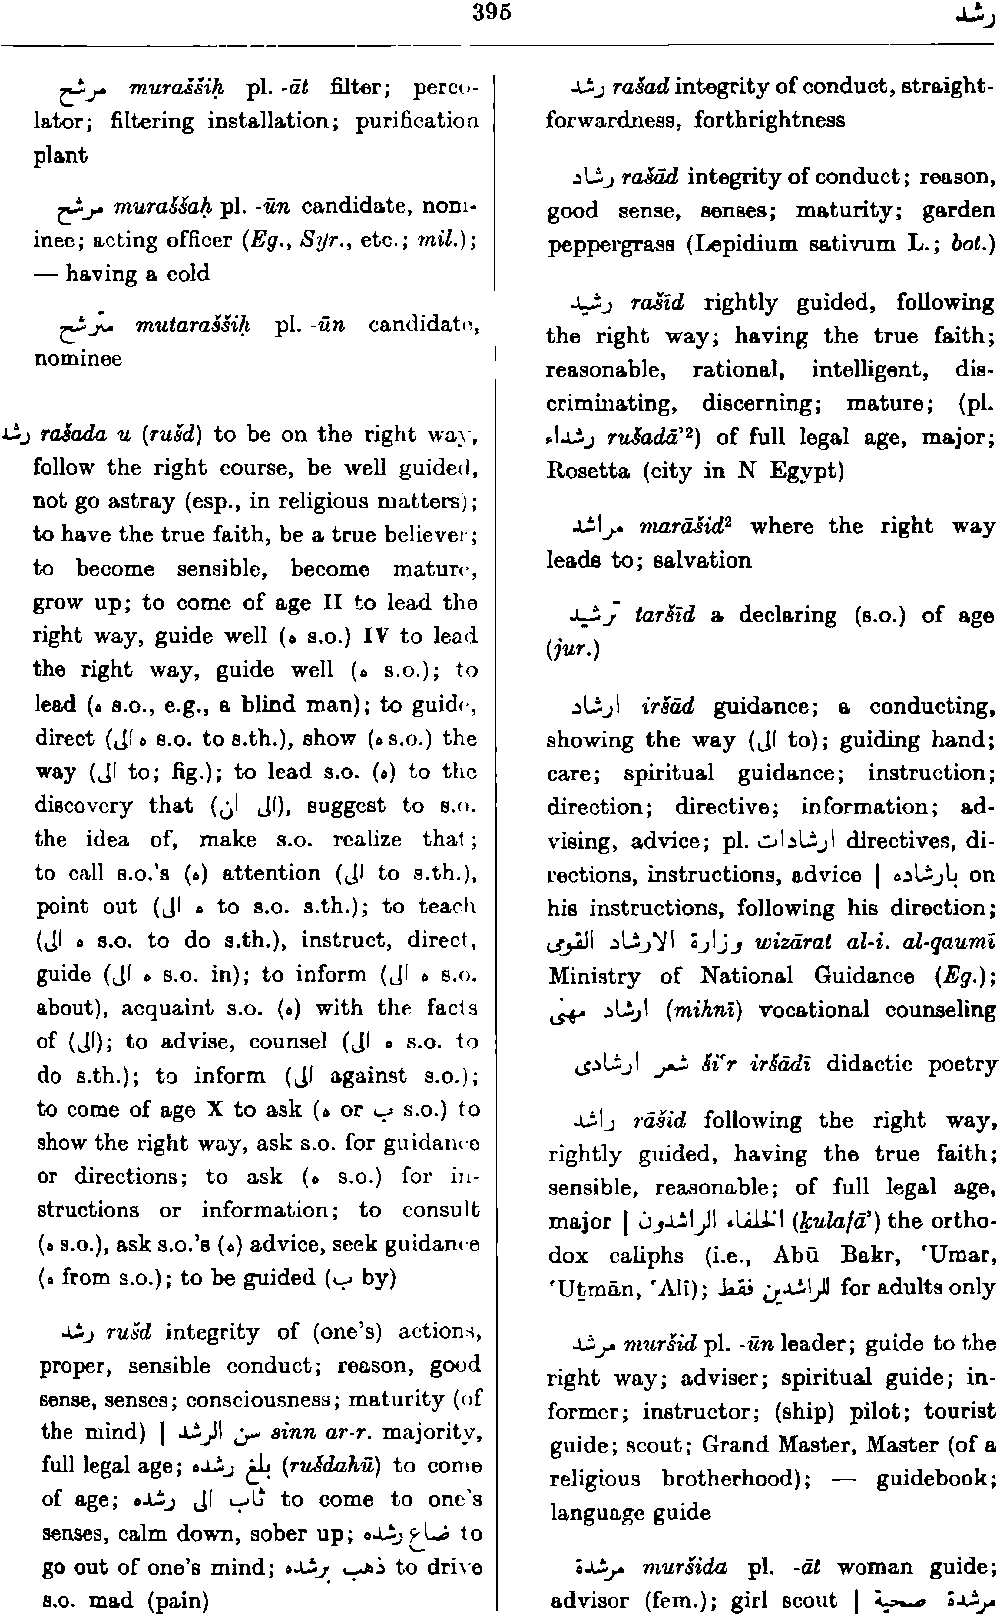 395
رشد
مرشح muraššiḥ pl. -āt filter; perco-
lator; filtering installation; purification
plant
مرشح muraššaḥ pl. -ūn candidate, nom-
inee; acting officer (Eg., Syr., etc.; mil.);
— having a cold
مترشح mutaraššiḥ pl. -ūn candidate,
nominee
رشد rašada u (rušd) to be on the right way,
follow the right course, be well guided,
not go astray (esp., in religious matters);
to have the true faith, be a true believer;
to become sensible, become mature,
grow up; to come of age II to lead the
right way, guide well (ه s.o.) IV to lead
the right way, guide well (ه s.o.); to
lead (ه s.o., e.g., a blind man); to guide,
direct (ه الى s.o. to s.th.), show (ه s.o.) the
way (الى to; fig.); to lead s.o. (ه) to the
discovery that (الى ان), suggest to s.o.
the idea of, make s.o. realize that;
to call s.o.'s (ه) attention (الى to s.th.),
point out (ه الى to s.o. s.th.); to teach
(ه الى s.o. to do s.th.), instruct, direct,
guide (ه الى s.o. in); to inform (ه الى s.o.
about), acquaint s.o. (ه) with the facts
of (الى); to advise, counsel (ه الى s.o. to
do s.th.); to inform (الى against s.o.);
to come of age X to ask (ه or ب s.o.) to
show the right way, ask s.o. for guidance
or directions; to ask (ه s.o.) for in-
structions or information; to consult
(ه s.o.), ask s.o.'s (ه) advice, seek guidance
(ه from s.o.); to be guided (ب by)
رشد rušd integrity of (one's) actions,
proper, sensible conduct; reason, good
sense, senses; consciousness; maturity (of
the mind) | سن الرشد sinn ar-r. majority,
full legal age; بلغ رشده (rušdahū) to come
of age; ثاب الى رشده to come to one's
senses, calm down, sober up; ضاع رشده to
go out of one's mind; ذهب برشده to drive
s.o. mad (pain)
رشد rašad integrity of conduct, straight-
forwardness, forthrightness
رشاد rašād integrity of conduct; reason,
good sense, senses; maturity; garden
peppergrass (Lepidium sativum L.; bot.)
رشيد rašīd rightly guided, following
the right way; having the true faith;
reasonable, rational, intelligent, dis-
criminating, discerning; mature; (pl.
رشداء rušadā'²) of full legal age, major;
Rosetta (city in N Egypt)
مراشد marāšid² where the right way
leads to; salvation
ترشيد taršīd a declaring (s.o.) of age
(jur.)
ارشاد iršād guidance; a conducting,
showing the way (الى to); guiding hand;
care; spiritual guidance; instruction;
direction; directive; information; ad-
vising, advice; pl. ارشادات directives, di-
rections, instructions, advice | بارشاده on
his instructions, following his direction;
وزارة الارشاد القومى wizārat al-i. al-qaumī
Ministry of National Guidance (Eg.);
ارشاد مهنى (mihnī) vocational counseling
شعر ارشادى ši'r iršādī didactic poetry
راشد rāšid following the right way,
rightly guided, having the true faith;
sensible, reasonable; of full legal age,
major | الخلفاء الراشدون (ḵulafā') the ortho-
dox caliphs (i.e., Abū Bakr, ʿUmar,
ʿUṯmān, ʿAlī); للراشدين فقط for adults only
مرشد muršid pl. -ūn leader; guide to the
right way; adviser; spiritual guide; in-
former; instructor; (ship) pilot; tourist
guide; scout; Grand Master, Master (of a
religious brotherhood); — guidebook;
language guide
مرشدة muršida pl. -āt woman guide;
advisor (fem.); girl scout | مرشدة صحية